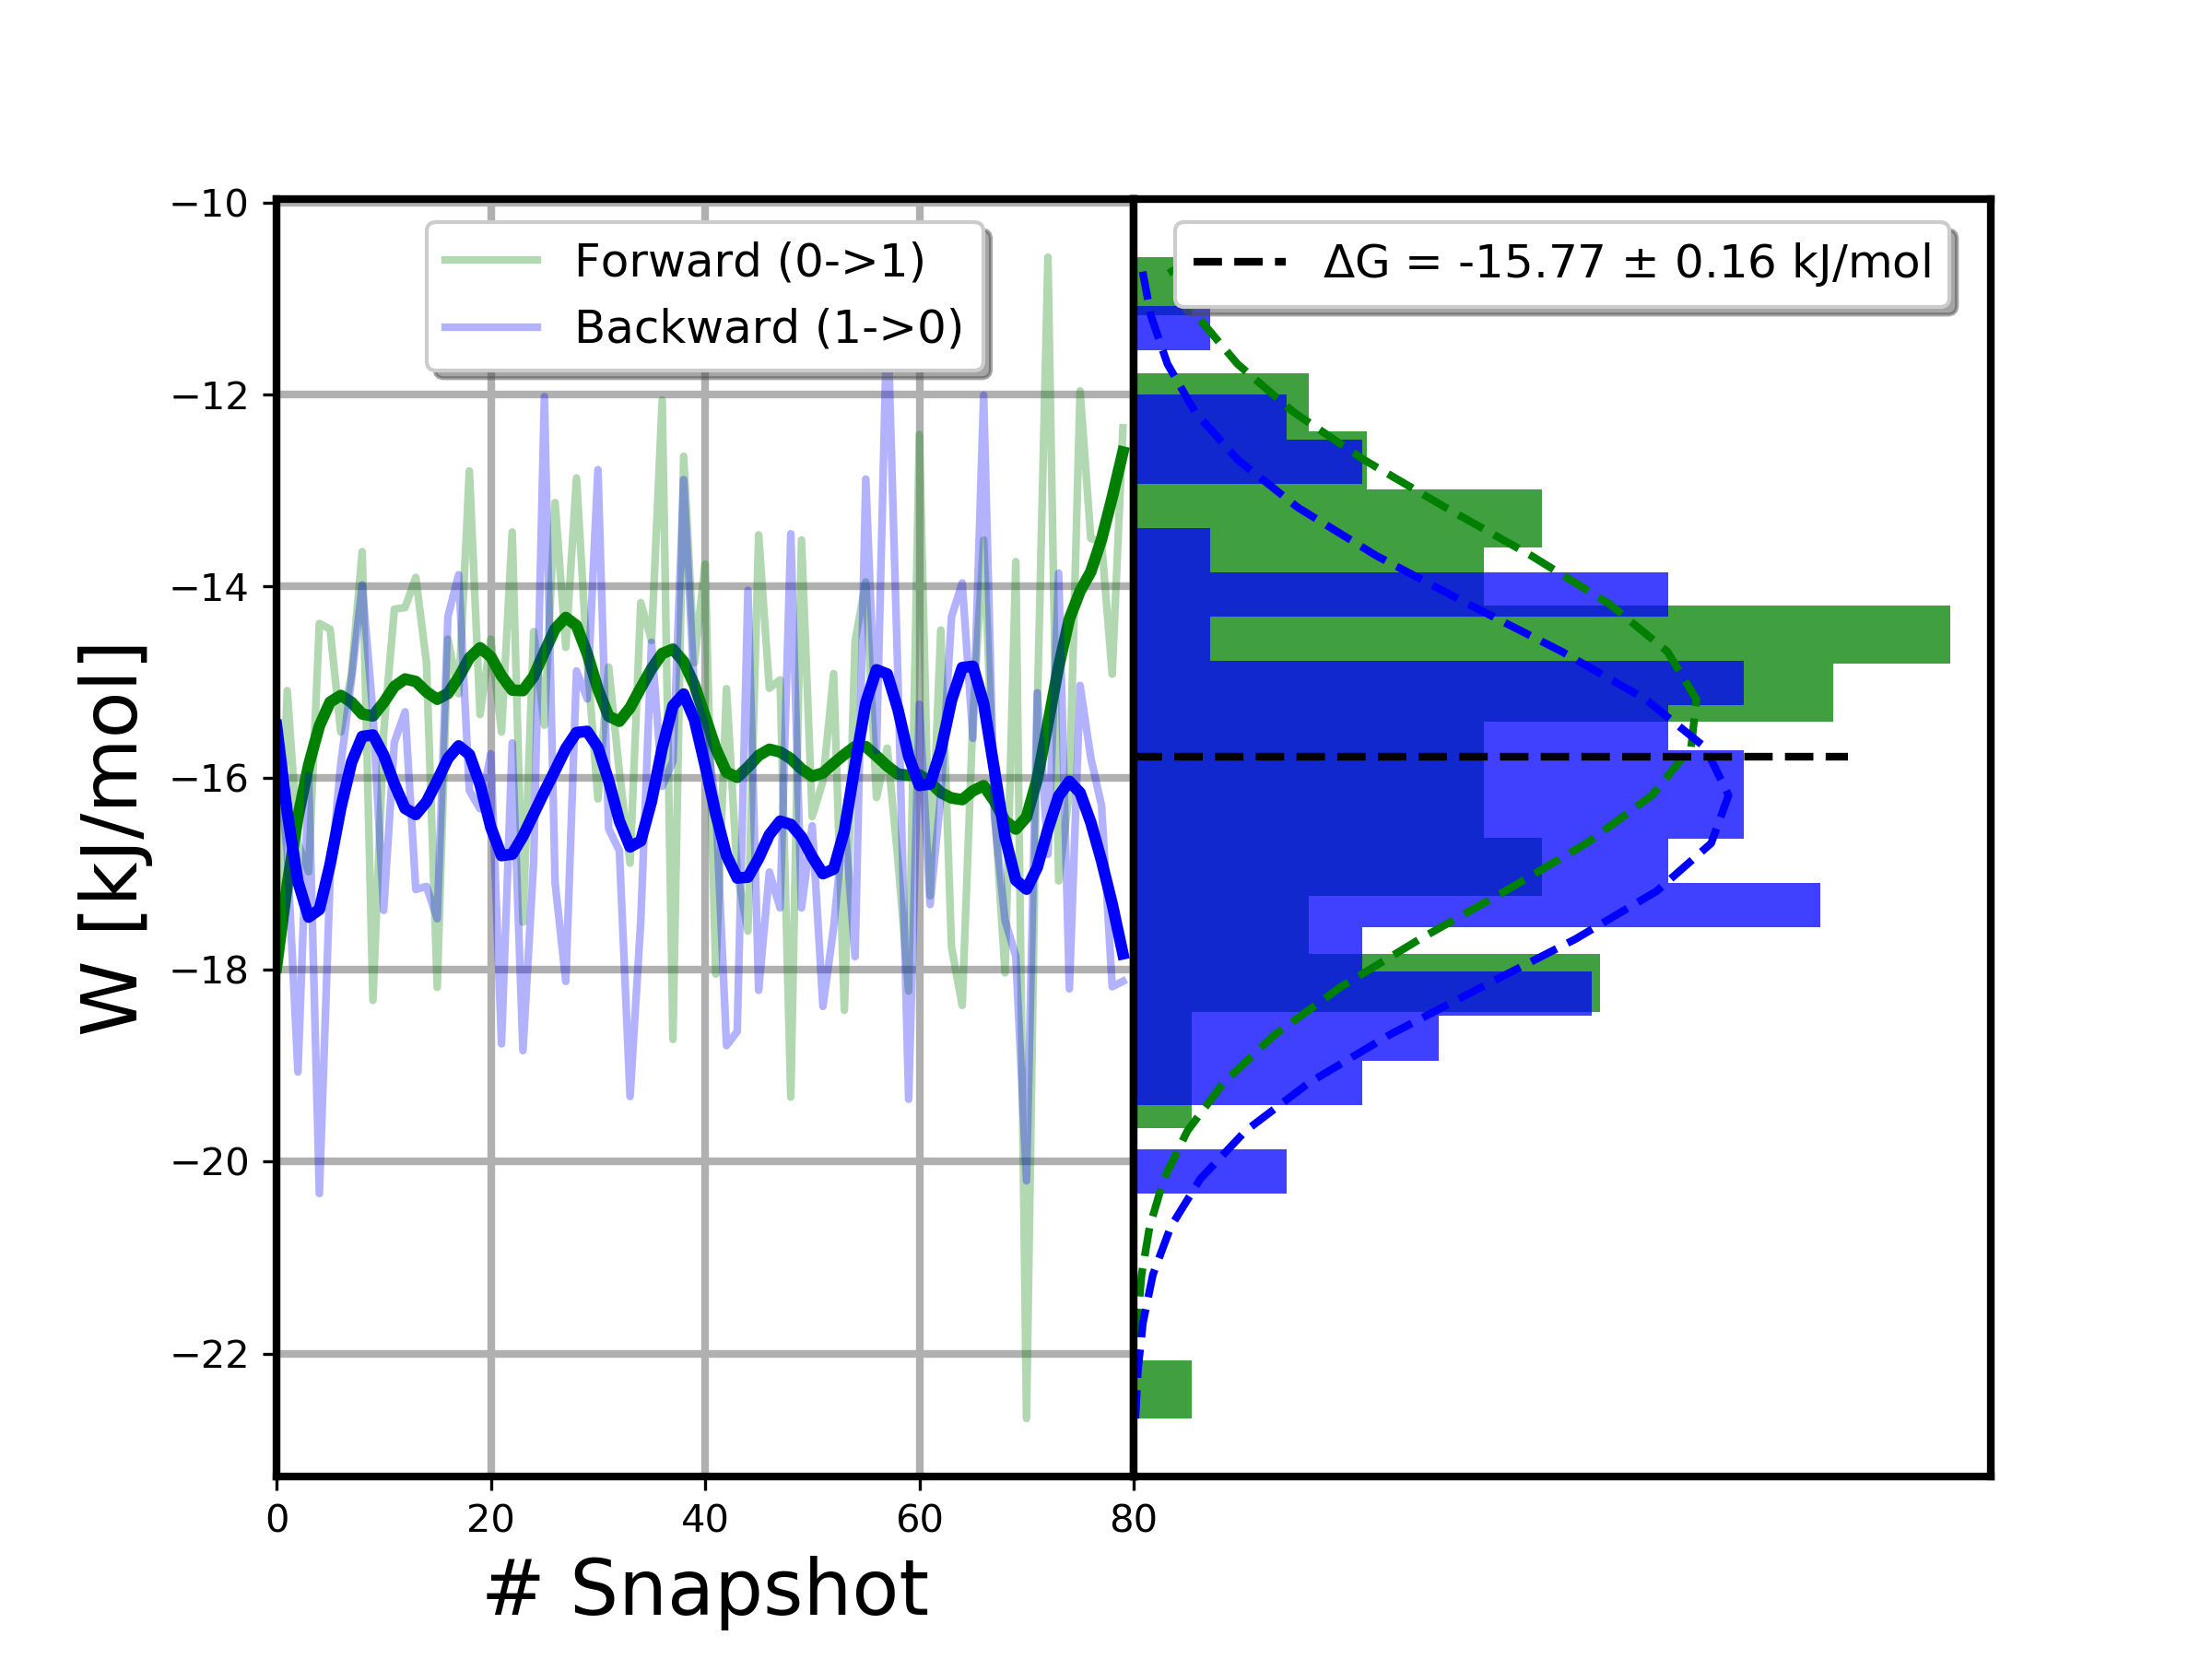 W [kJ/mol]
−10
−12
−14
−16
−18
−20
−22
Forward (0->1)
Backward (1->0)
ΔG = -15.77 ± 0.16 kJ/mol
0 20 40 60 80
# Snapshot